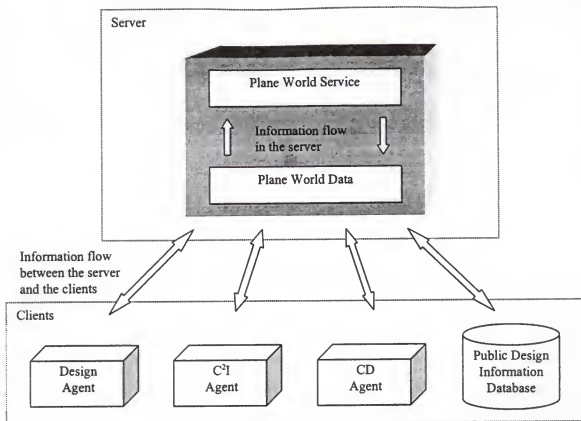 Server
Plane World Service
Information flow
in the server
Plane World Data
Information flow
between the server
and the clients
Clients
Design
Agent
C²I
Agent
CD
Agent
Public Design
Information
Database